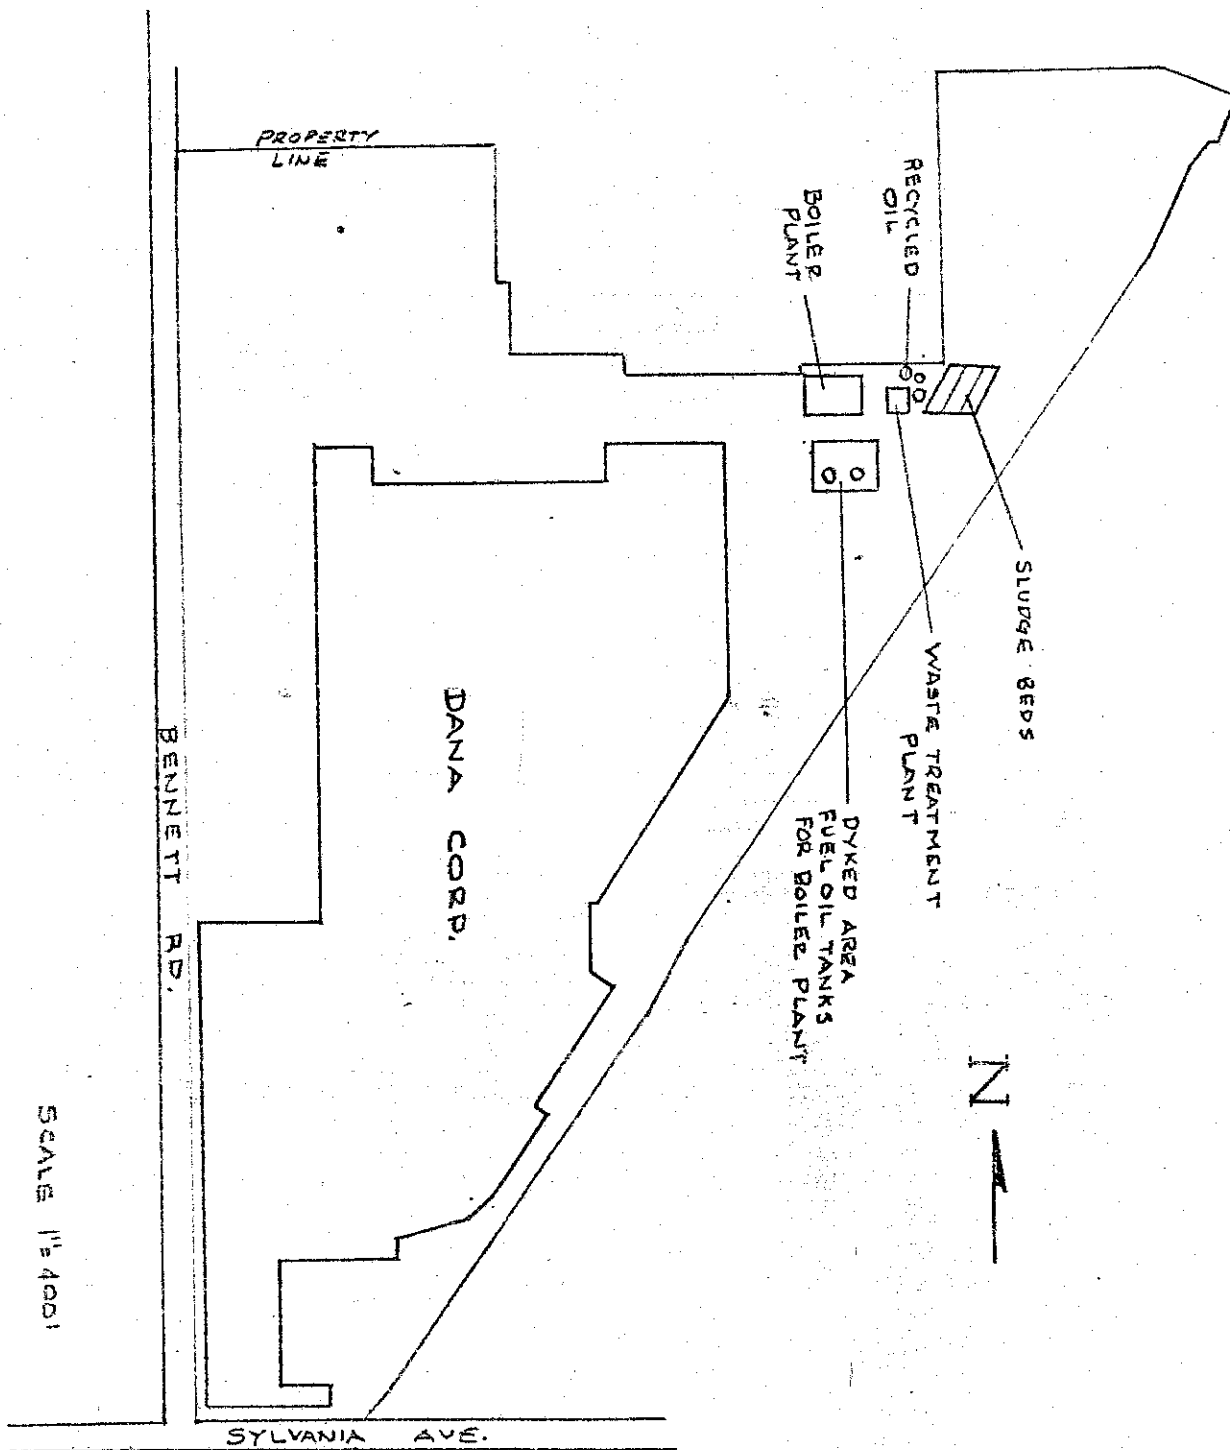 PROPERTY
LINE
RECYCLED
OIL
BOILER
PLANT
SLUDGE BEDS
WASTE TREATMENT
PLANT
DYKED AREA
FUEL OIL TANKS
FOR BOILER PLANT
DANA CORP.
BENNETT RD.
N
SCALE 1"=400'
SYLVANIA AVE.